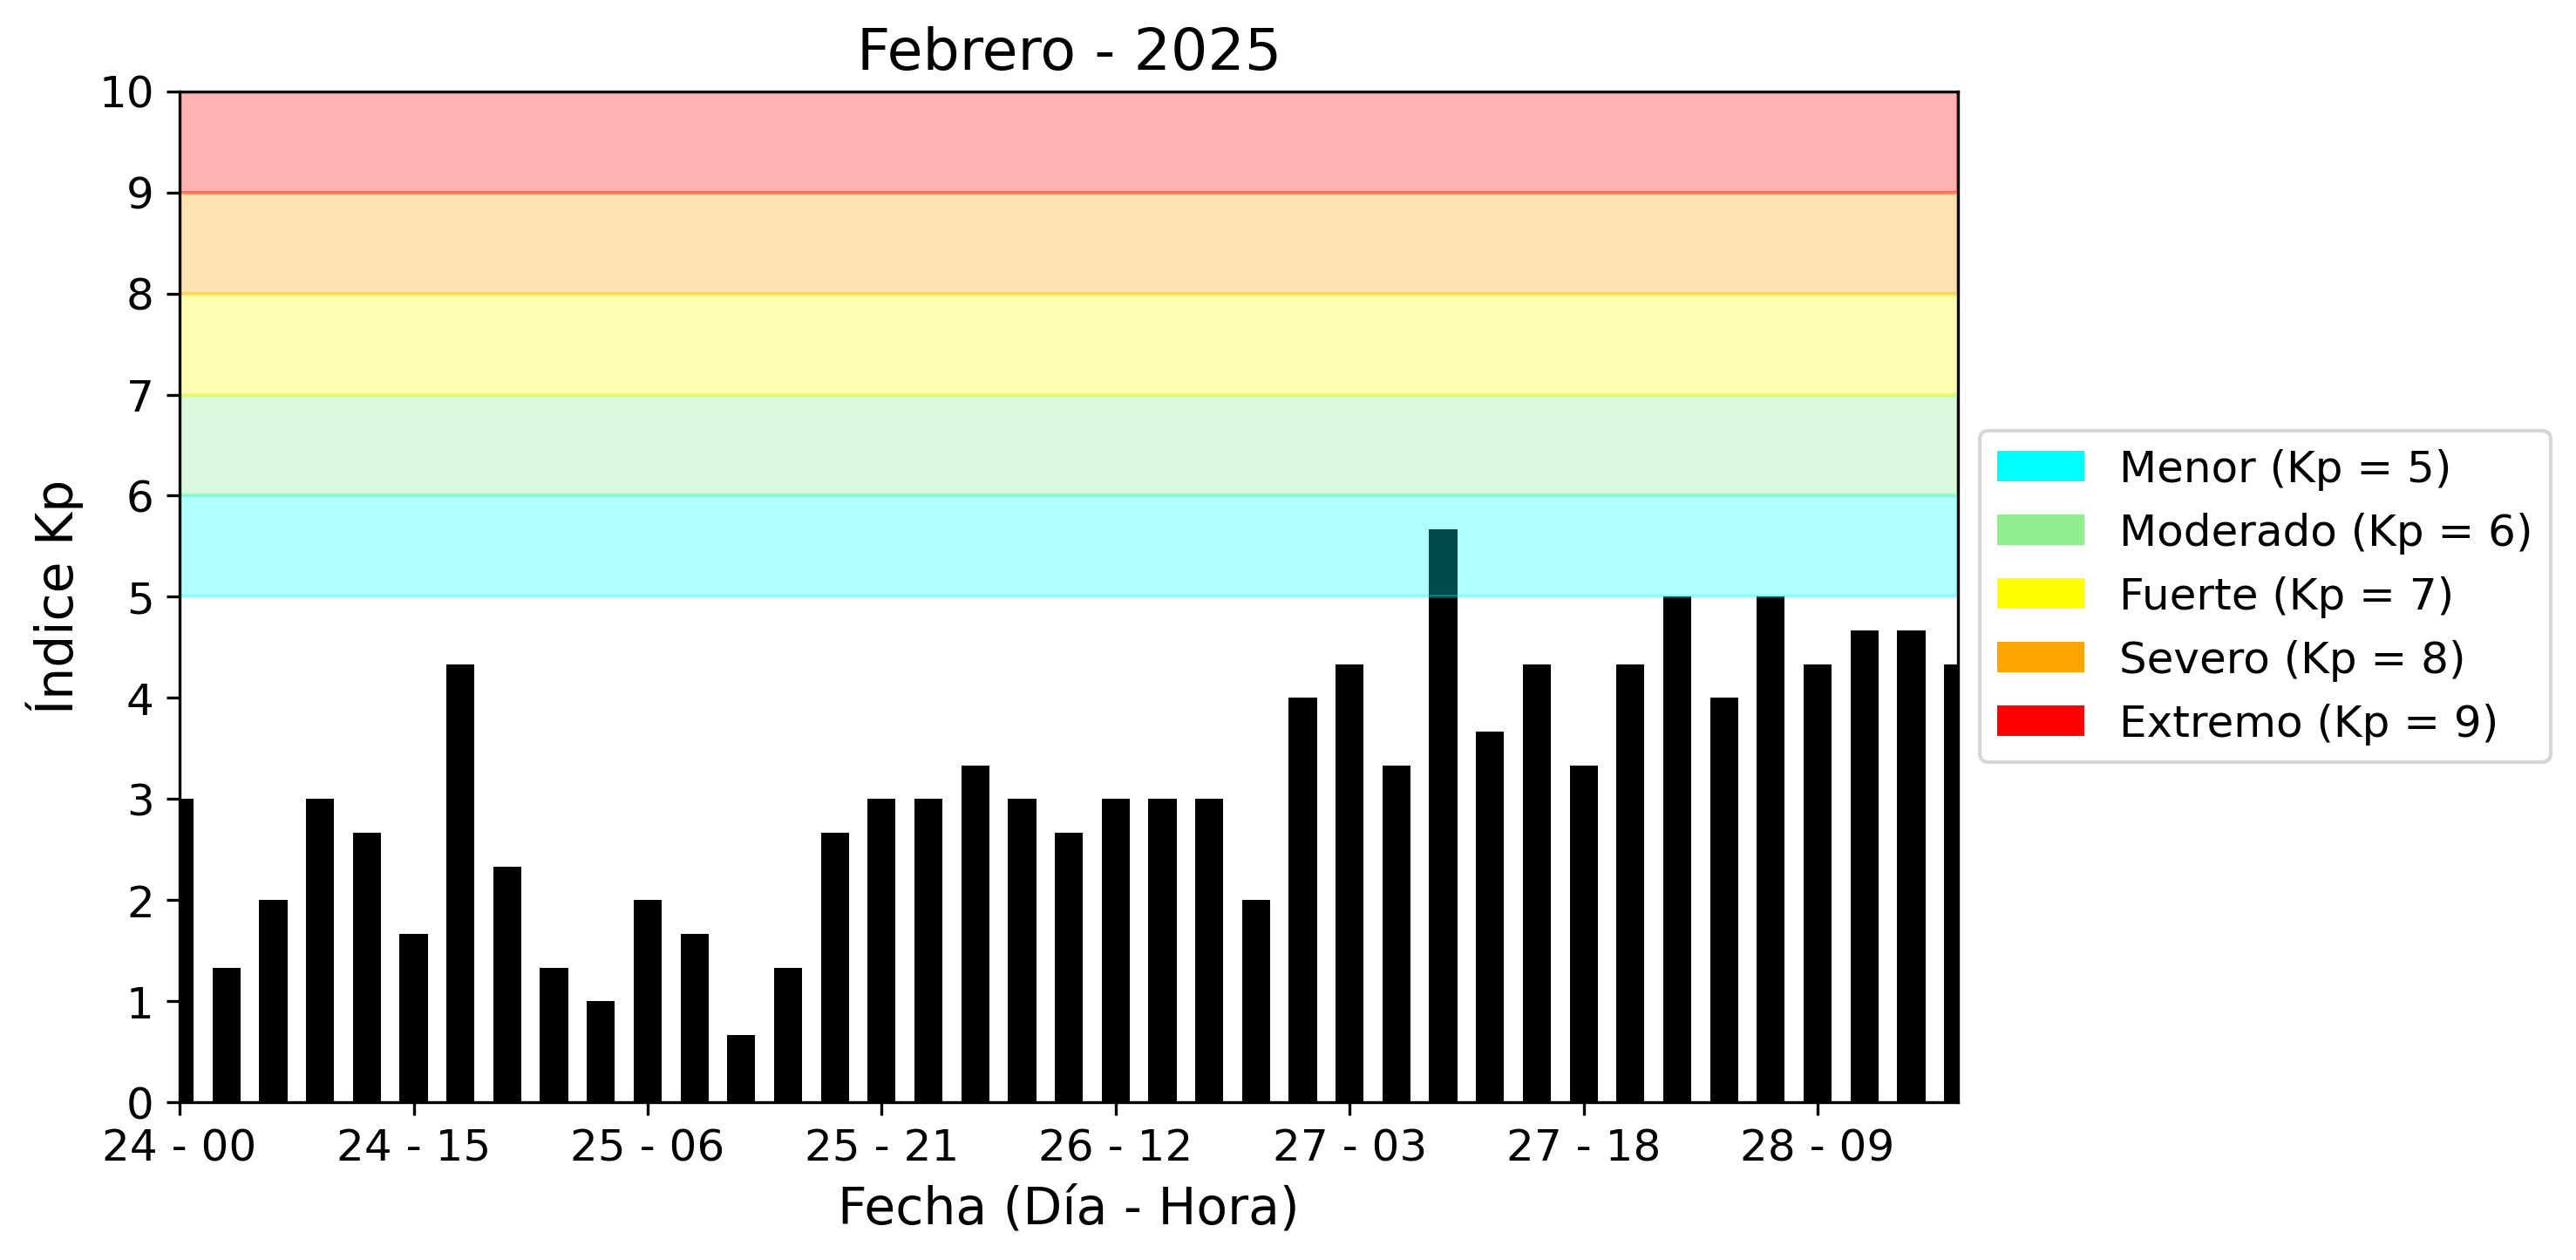 Febrero - 2025
10
9
8
7
6
5
4
3
2
1
0
Índice Kp
24 - 00
24 - 15
25 - 06
25 - 21
26 - 12
27 - 03
27 - 18
28 - 09
Fecha (Día - Hora)
Menor (Kp = 5)
Moderado (Kp = 6)
Fuerte (Kp = 7)
Severo (Kp = 8)
Extremo (Kp = 9)